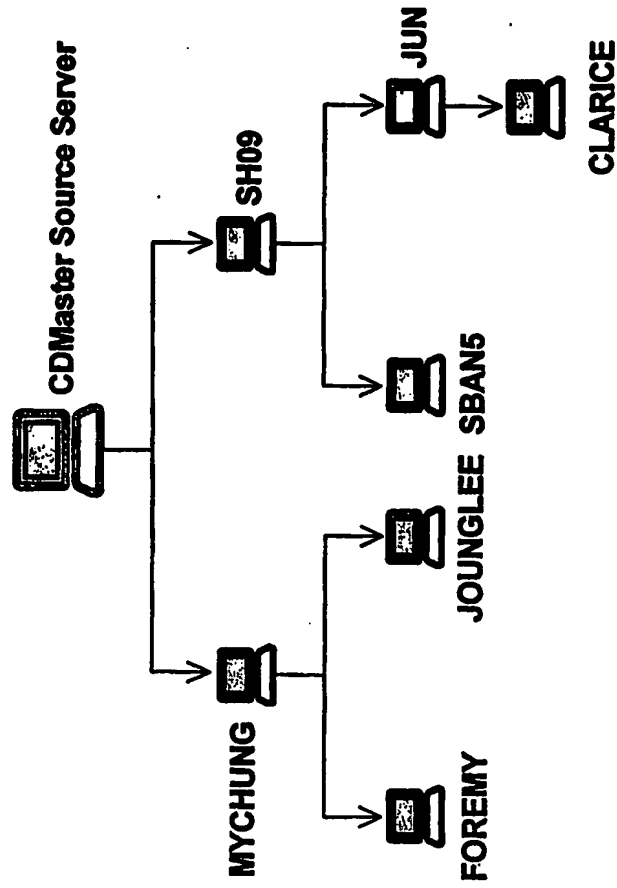 CDMaster Source Server
MYCHUNG
SH09
FOREMY
JOUNGLEE
SBAN5
JUN
CLARICE